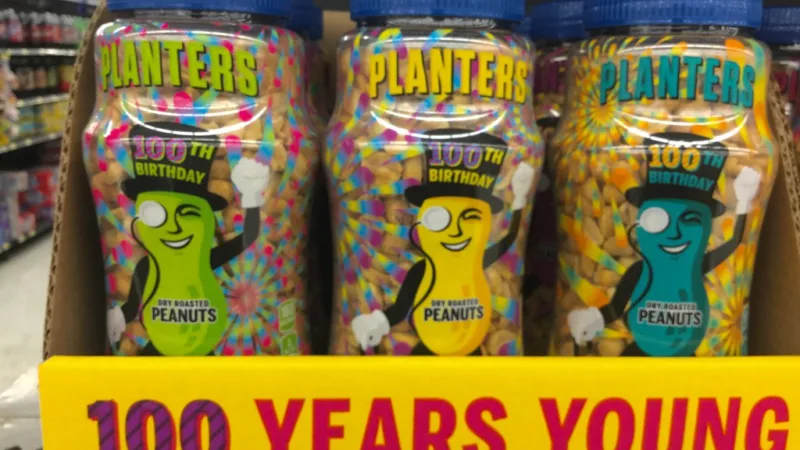 PLANTERS
100TH
BIRTHDAY
DRY ROASTED
PEANUTS
PLANTERS
100TH
BIRTHDAY
DRY ROASTED
PEANUTS
PLANTERS
100TH
BIRTHDAY
DRY ROASTED
PEANUTS
100 YEARS YOUNG